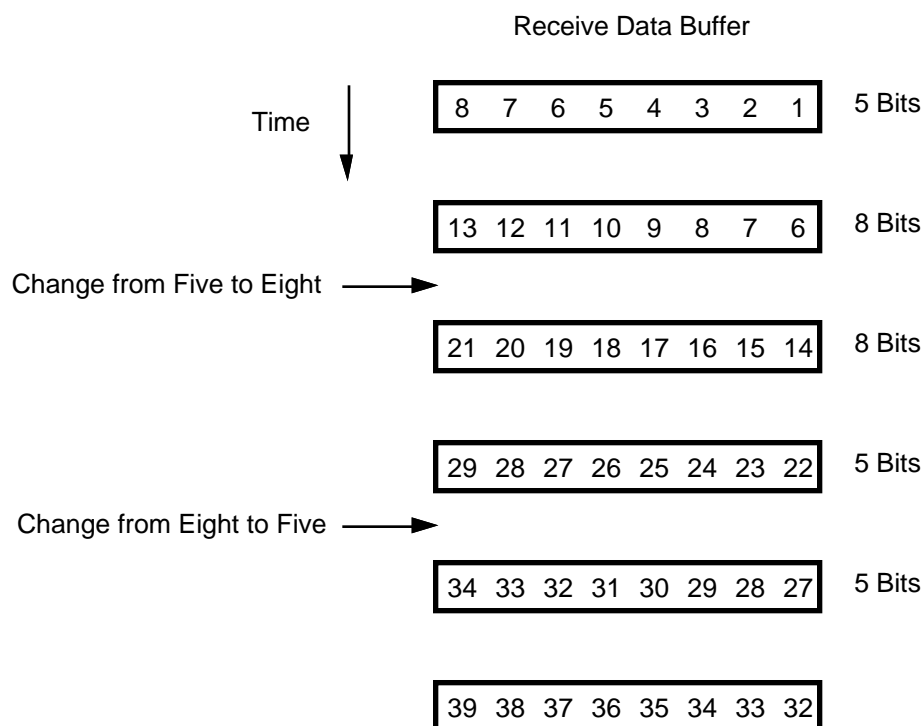 Receive Data Buffer
8 7 6 5 4 3 2 1 5 Bits
Time
13 12 11 10 9 8 7 6 8 Bits
Change from Five to Eight
21 20 19 18 17 16 15 14 8 Bits
29 28 27 26 25 24 23 22 5 Bits
Change from Eight to Five
34 33 32 31 30 29 28 27 5 Bits
39 38 37 36 35 34 33 32